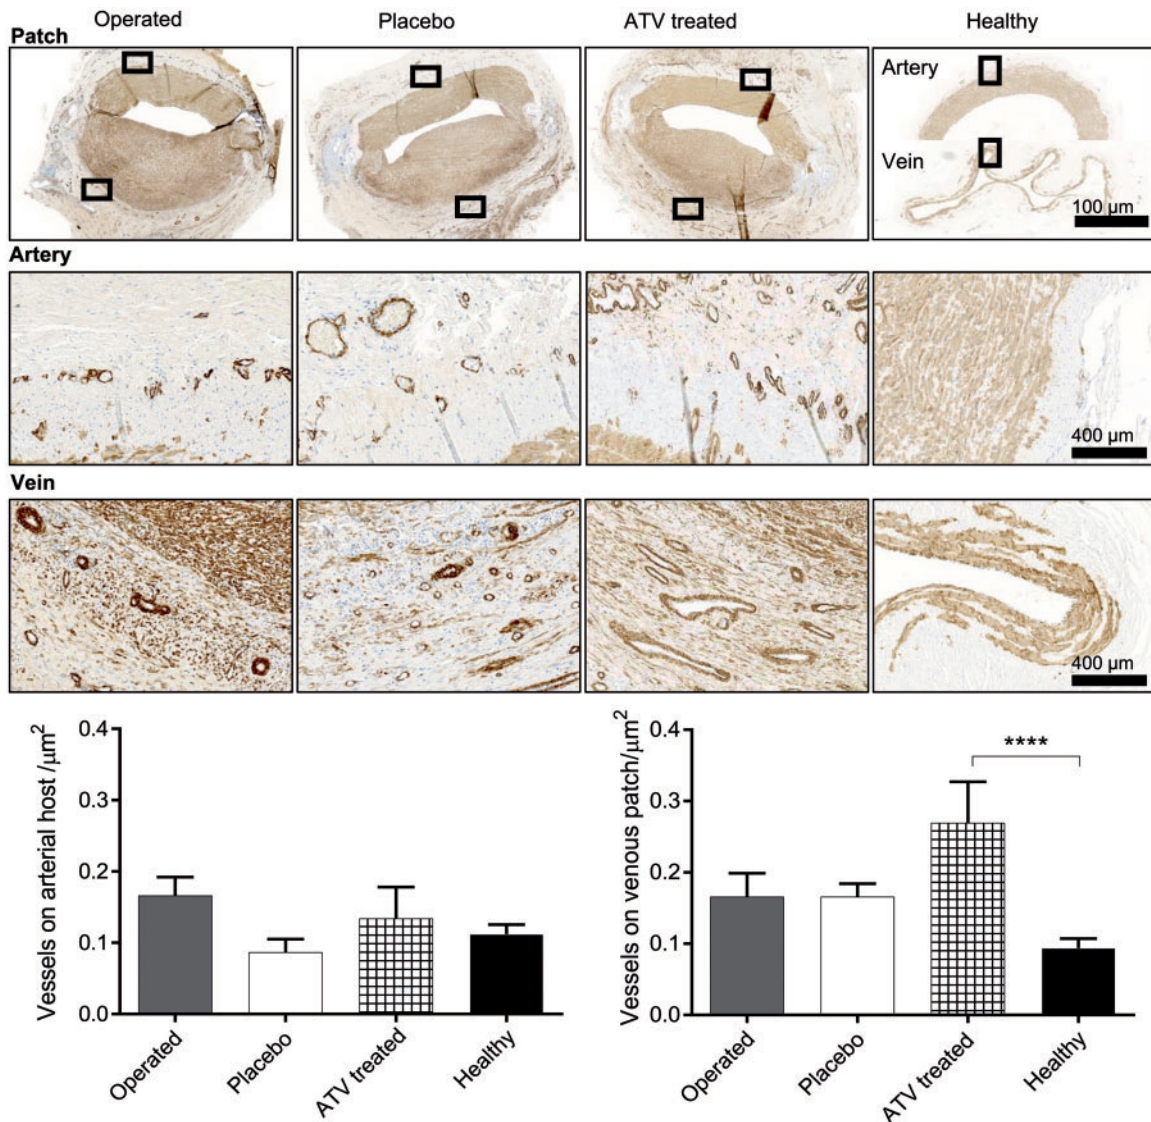 Operated Placebo ATV treated Healthy
Patch
Artery
Vein
100 µm
Artery
400 µm
Vein
400 µm
Vessels on arterial host /µm²
0.4
0.3
0.2
0.1
0.0
Operated Placebo ATV treated Healthy
Vessels on venous patch/µm²
0.4
0.3
0.2
0.1
0.0
****
Operated Placebo ATV treated Healthy